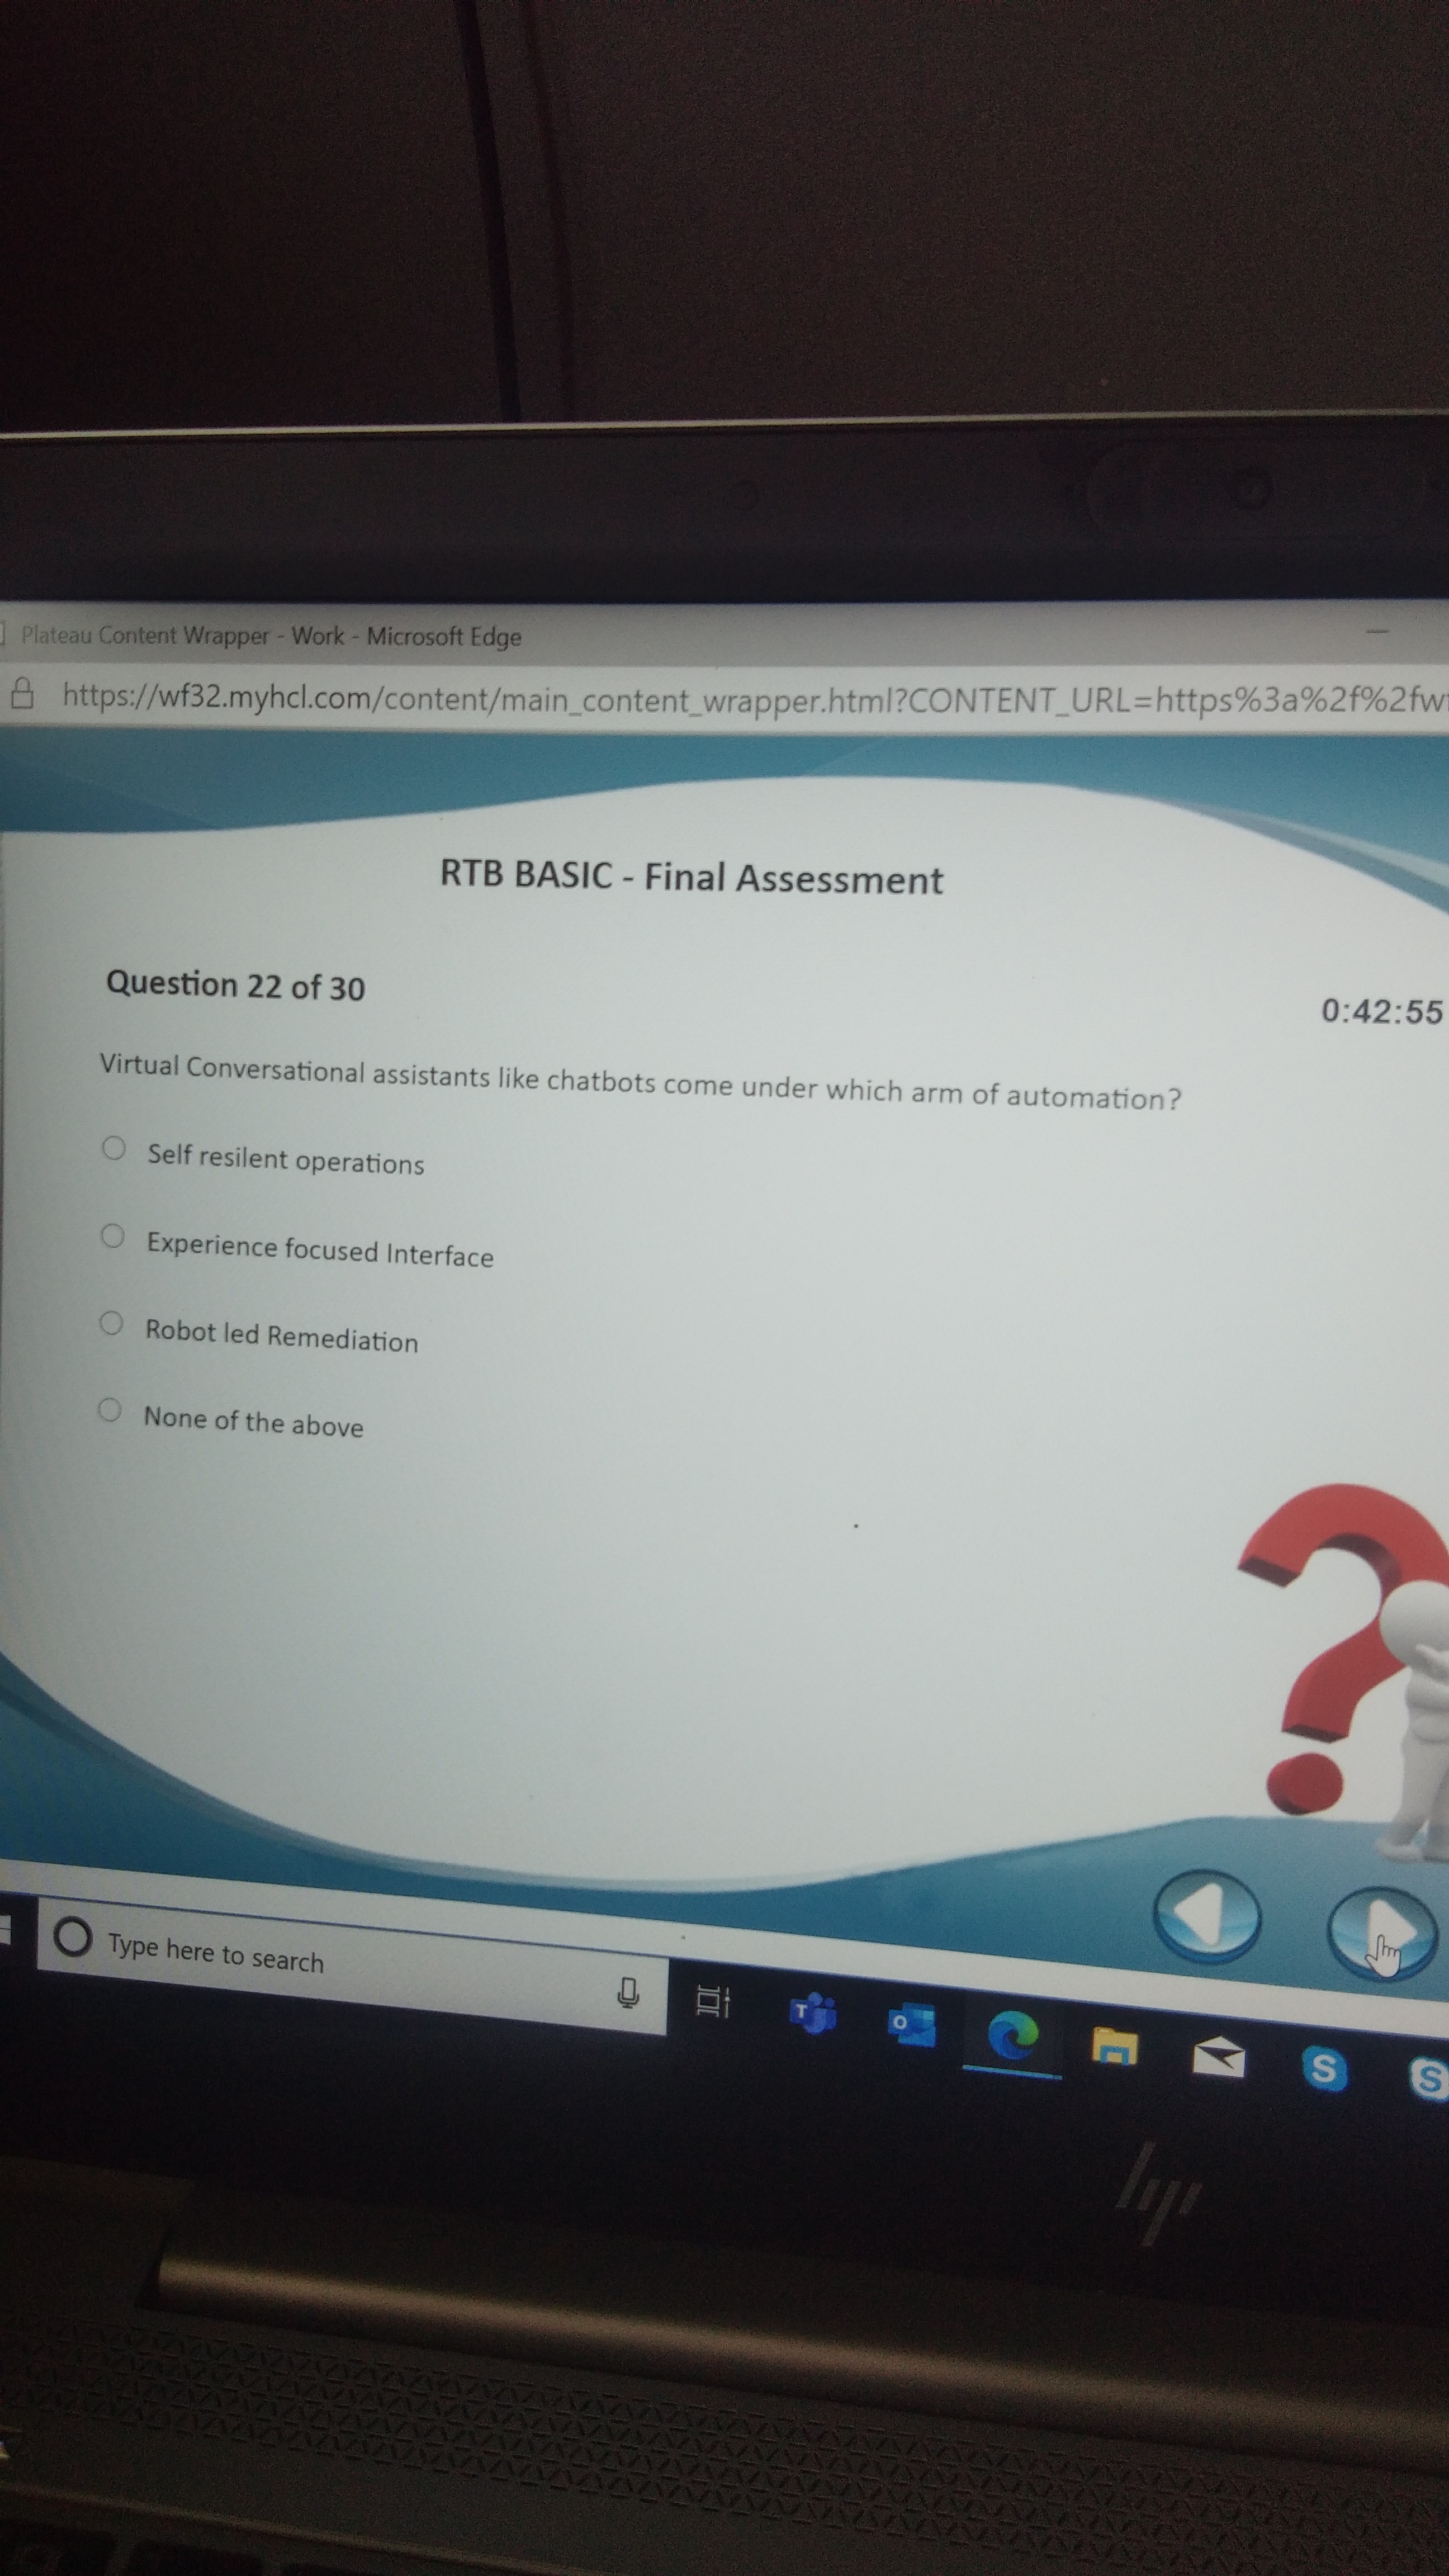 Plateau Content Wrapper - Work - Microsoft Edge
https://wf32.myhcl.com/content/main_content_wrapper.html?CONTENT_URL=https%3a%2f%2fw
RTB BASIC - Final Assessment
Question 22 of 30
0:42:55
Virtual Conversational assistants like chatbots come under which arm of automation?
Self resilent operations
Experience focused Interface
Robot led Remediation
None of the above
Type here to search
hp